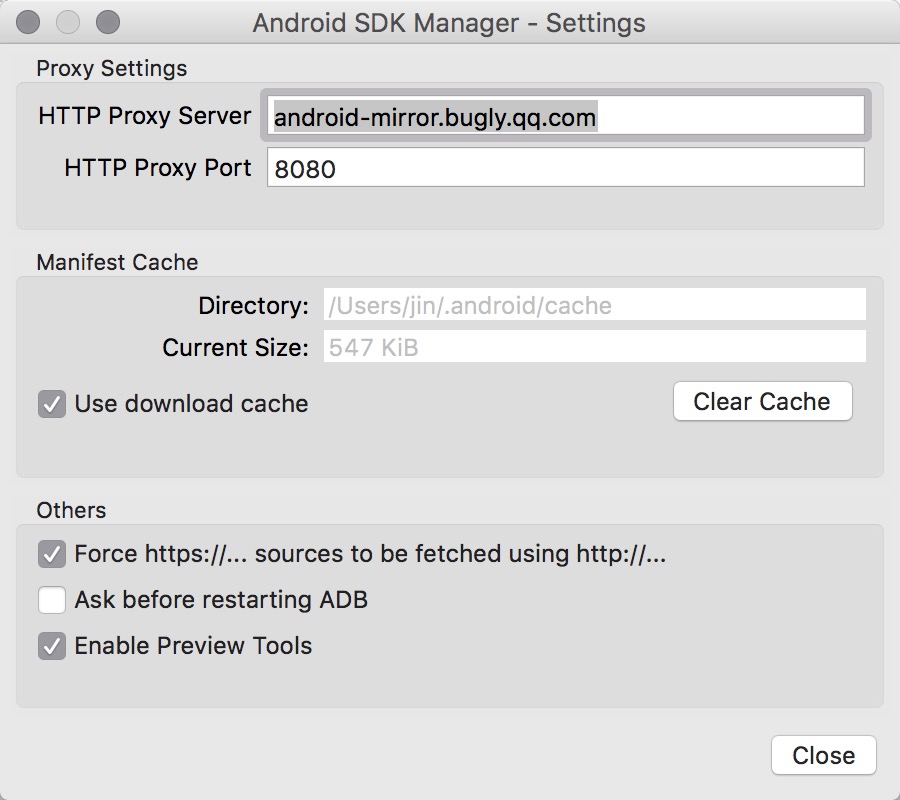 Android SDK Manager - Settings
Proxy Settings
HTTP Proxy Server android-mirror.bugly.qq.com
HTTP Proxy Port 8080
Manifest Cache
Directory: /Users/jin/.android/cache
Current Size: 547 KiB
Use download cache Clear Cache
Others
Force https://... sources to be fetched using http://...
Ask before restarting ADB
Enable Preview Tools
Close